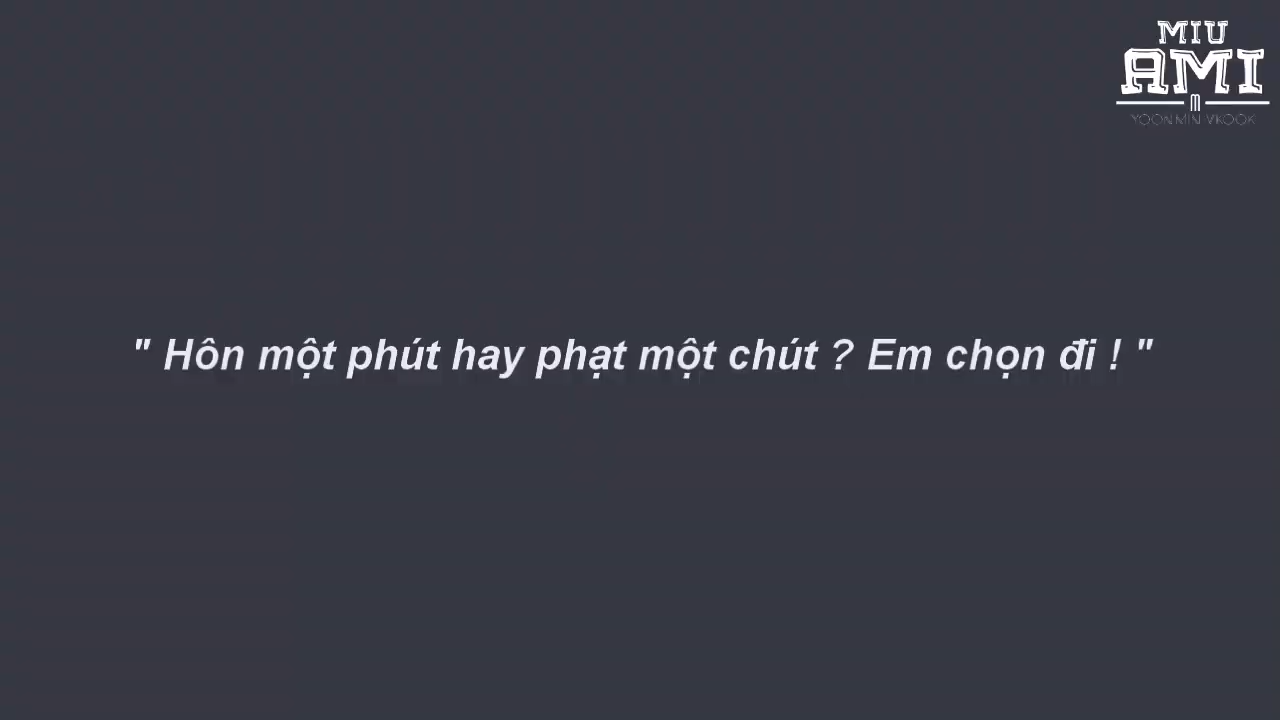 MIU
AMI
YOONMIN VKOOK
" Hôn một phút hay phạt một chút ? Em chọn đi ! "